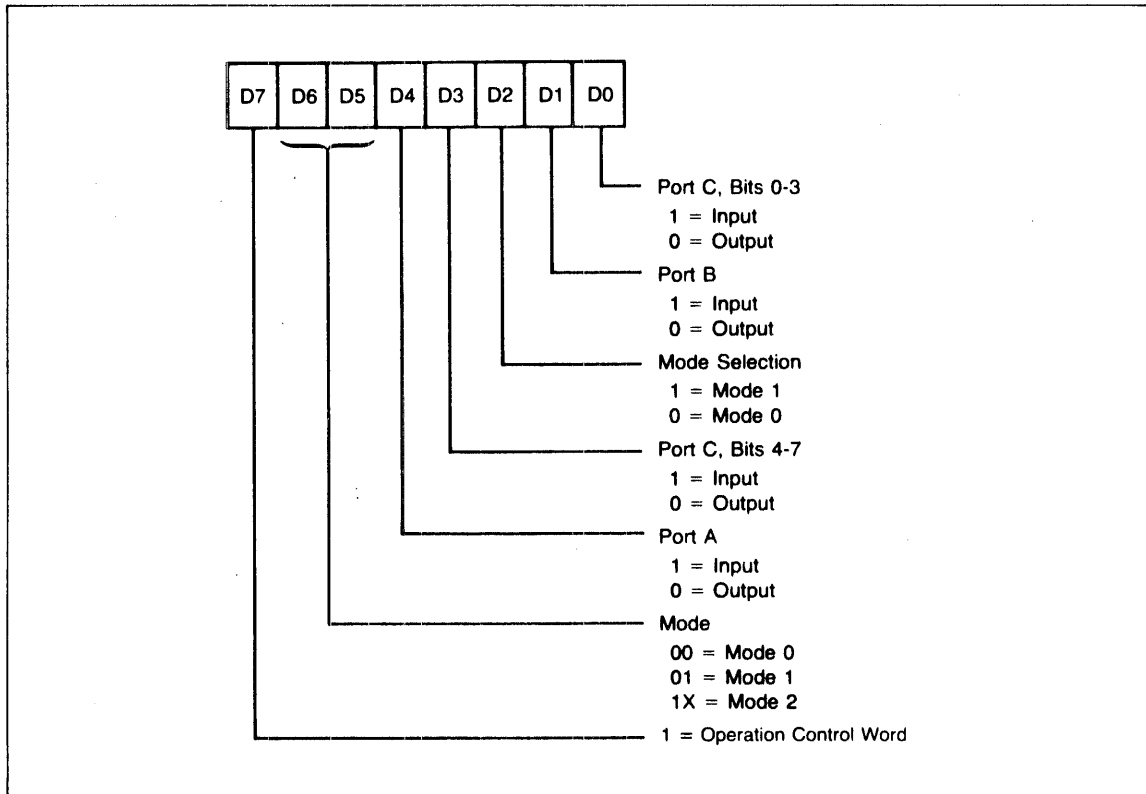 D7 D6 D5 D4 D3 D2 D1 D0
Port C, Bits 0-3
1 = Input
0 = Output
Port B
1 = Input
0 = Output
Mode Selection
1 = Mode 1
0 = Mode 0
Port C, Bits 4-7
1 = Input
0 = Output
Port A
1 = Input
0 = Output
Mode
00 = Mode 0
01 = Mode 1
1X = Mode 2
1 = Operation Control Word